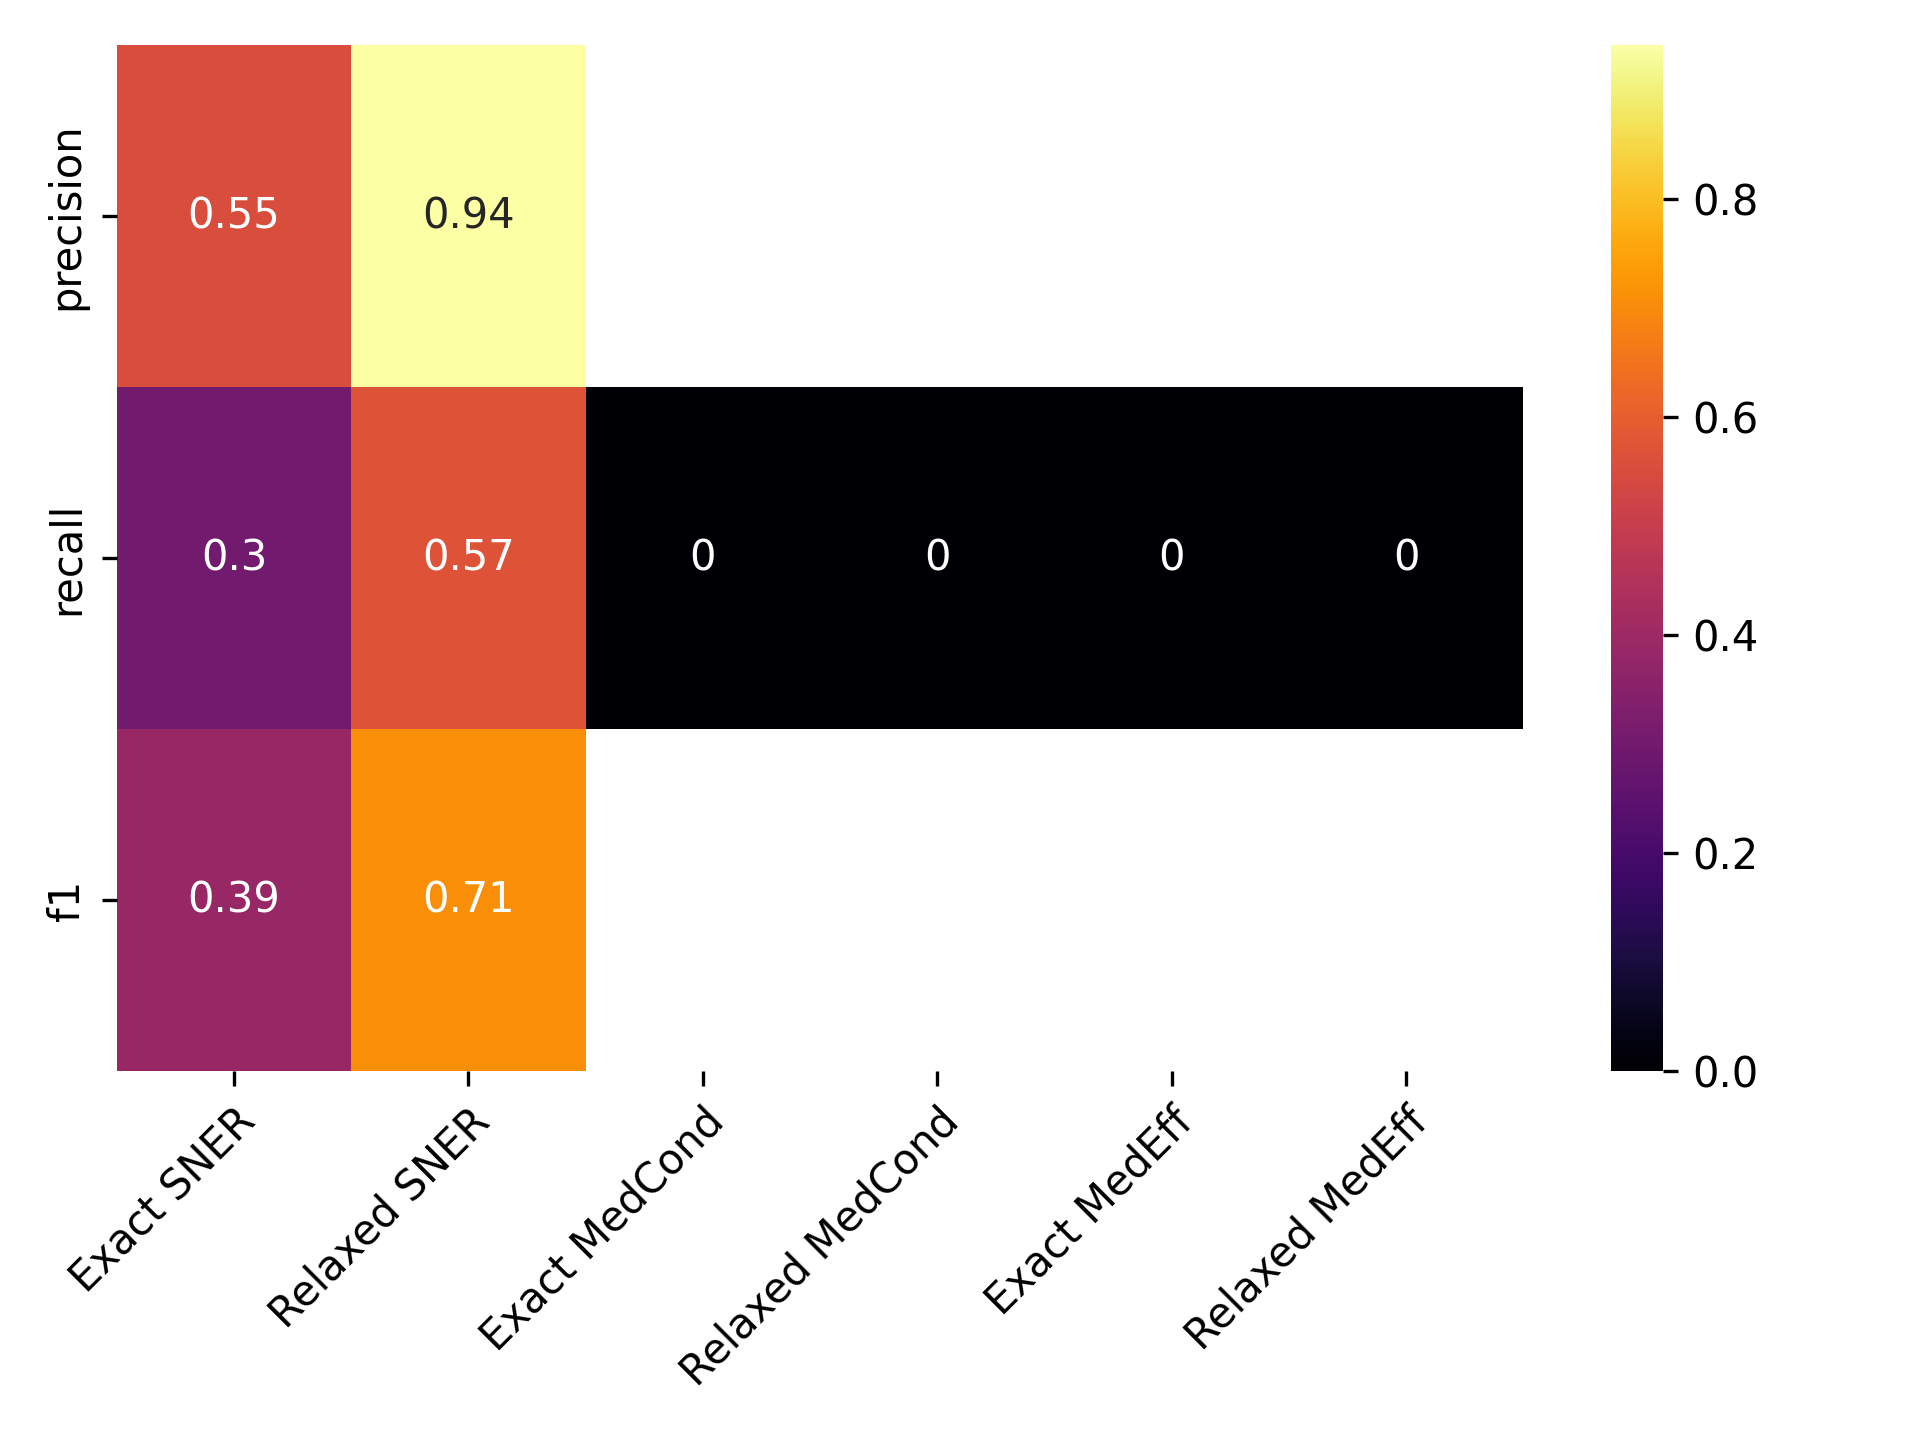 precision
0.55 0.94
recall
0.3 0.57 0 0 0 0
f1
0.39 0.71
Exact SNER
Relaxed SNER
Exact MedCond
Relaxed MedCond
Exact MedEff
Relaxed MedEff
0.8
0.6
0.4
0.2
0.0